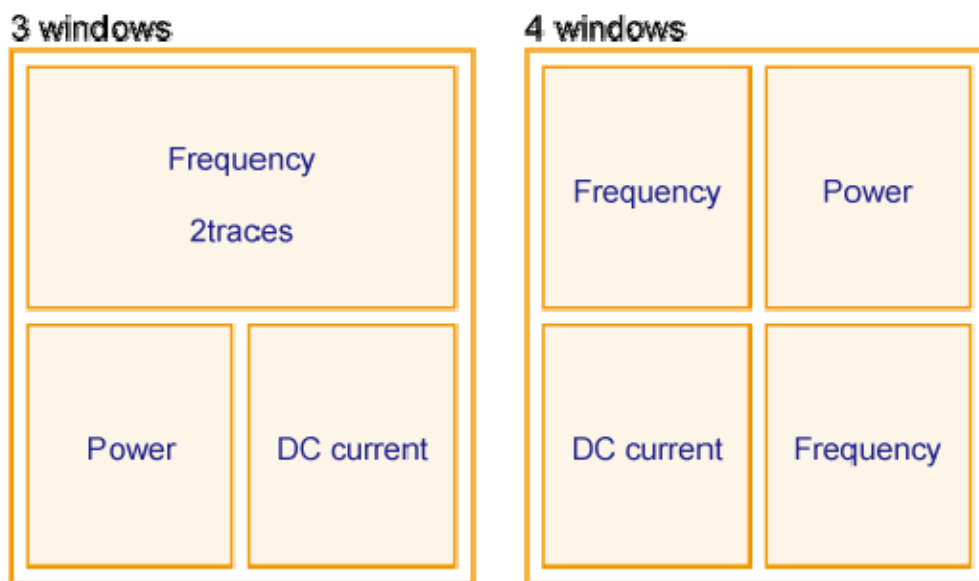 3 windows
Frequency
2traces
Power
DC current
4 windows
Frequency
Power
DC current
Frequency